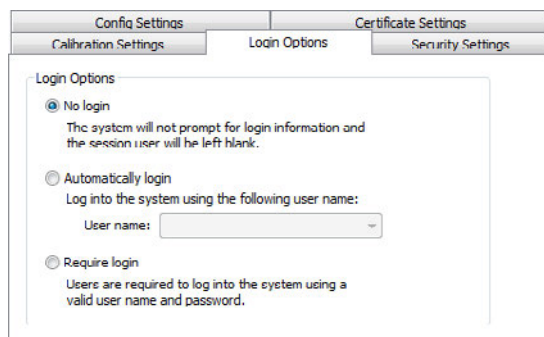 Config Settings
Certificate Settings
Calibration Settings
Login Options
Security Settings
Login Options
No login
The system will not prompt for login information and
the session user will be left blank.
Automatically login
Log into the system using the following user name:
User name:
Require login
Users are required to log into the system using a
valid user name and password.